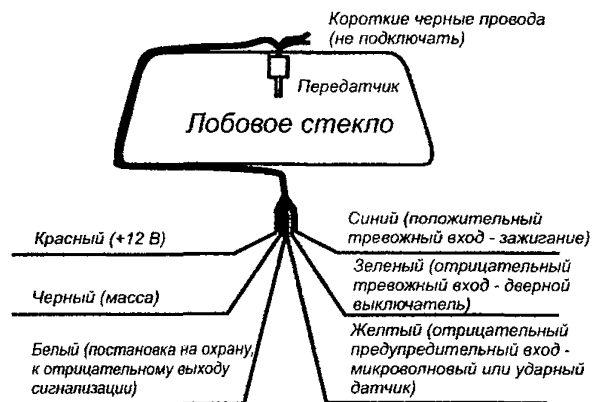 Короткие черные провода
(не подключать)
Передатчик
Лобовое стекло
Красный (+12 В)
Черный (масса)
Белый (постановка на охрану,
к отрицательному выходу
сигнализации)
Синий (положительный
тревожный вход - зажигание)
Зеленый (отрицательный
тревожный вход - дверной
выключатель)
Желтый (отрицательный
предупредительный вход -
микроволновый или ударный
датчик)